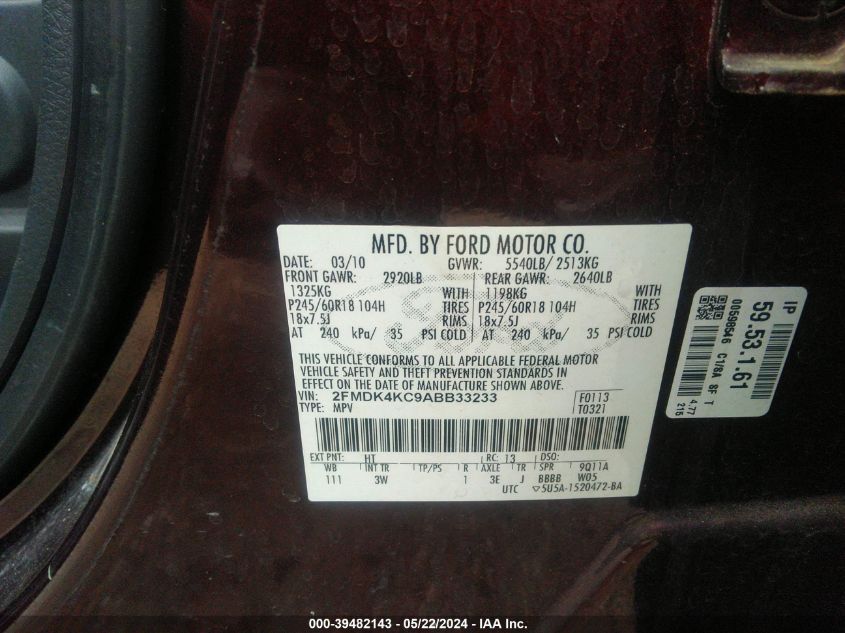 MFD. BY FORD MOTOR CO.
DATE: 03/10 GVWR: 5540LB/ 2513KG
FRONT GAWR: 2920LB REAR GAWR: 2640LB
1325KG WITH 1198KG WITH
P245/60R18 104H TIRES P245/60R18 104H TIRES
18x7.5J RIMS 18x7.5J RIMS
AT 240 kPa/ 35 PSI COLD AT 240 kPa/ 35 PSI COLD
THIS VEHICLE CONFORMS TO ALL APPLICABLE FEDERAL MOTOR
VEHICLE SAFETY AND THEFT PREVENTION STANDARDS IN
EFFECT ON THE DATE OF MANUFACTURE SHOWN ABOVE.
VIN: 2FMDK4KC9ABB33233 F0113
TYPE: MPV T0321
EXT PNT: HT RC: 13 DSO:
WB INT TR TP/PS R AXLE TR SPR 9Q11A
111 3W 1 3E J BBBB W05
UTC ▽5U5A-1520472-BA
IP
59.53.1.61
00598546 C1/8A SF T
4.77
215
000-39482143 - 05/22/2024 - IAA Inc.